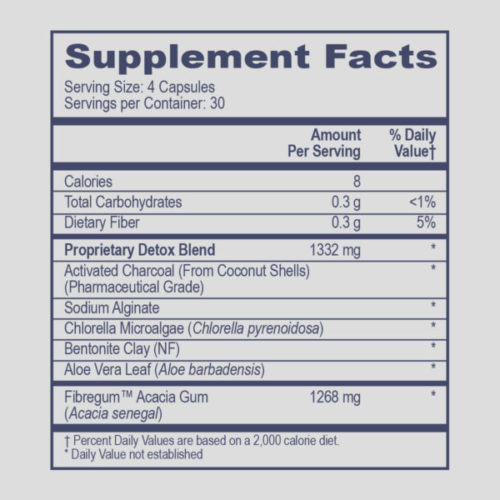 Supplement Facts
Serving Size: 4 Capsules
Servings per Container: 30
Amount Per Serving % Daily Value†
Calories 8
Total Carbohydrates 0.3 g <1%
Dietary Fiber 0.3 g 5%
Proprietary Detox Blend 1332 mg *
Activated Charcoal (From Coconut Shells) *
(Pharmaceutical Grade)
Sodium Alginate *
Chlorella Microalgae (Chlorella pyrenoidosa) *
Bentonite Clay (NF) *
Aloe Vera Leaf (Aloe barbadensis) *
Fibregum™ Acacia Gum 1268 mg *
(Acacia senegal)
† Percent Daily Values are based on a 2,000 calorie diet.
* Daily Value not established